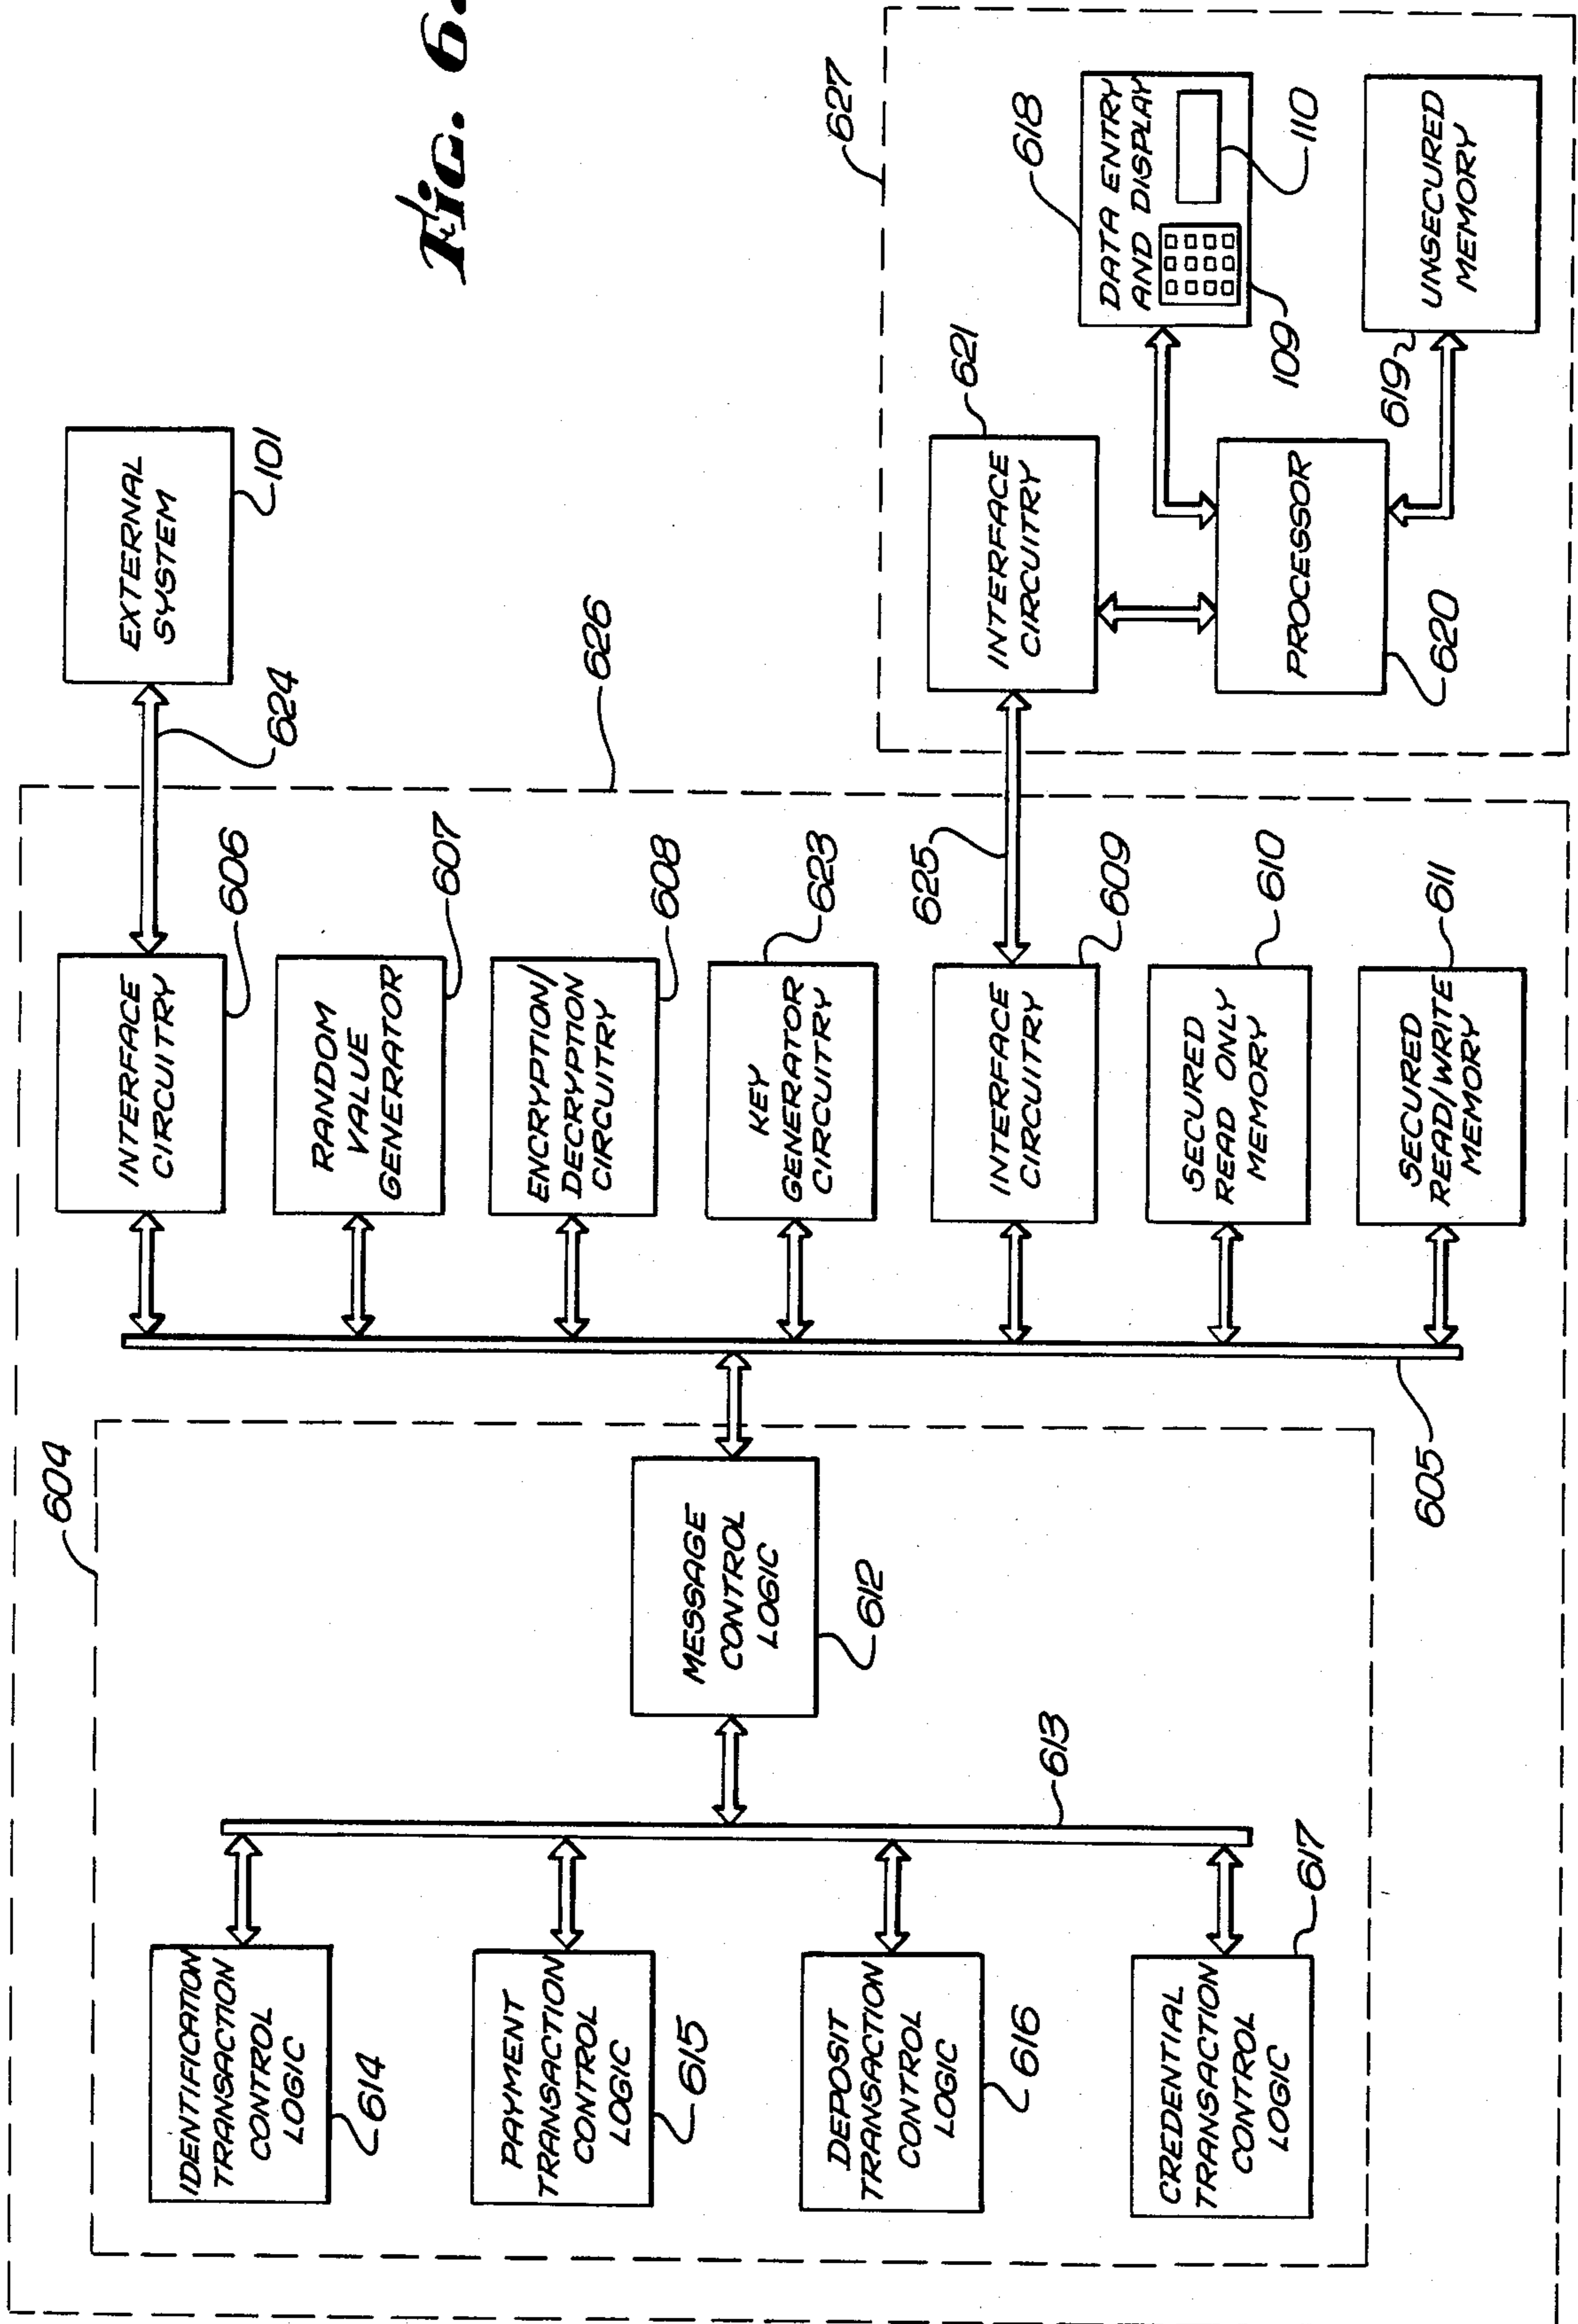 Fig. 6.
604
IDENTIFICATION
TRANSACTION
CONTROL
LOGIC
614
PAYMENT
TRANSACTION
CONTROL
LOGIC
615
DEPOSIT
TRANSACTION
CONTROL
LOGIC
616
CREDENTIAL
TRANSACTION
CONTROL
LOGIC
617
613
MESSAGE
CONTROL
LOGIC
612
605
INTERFACE
CIRCUITRY
606
RANDOM
VALUE
GENERATOR
607
ENCRYPTION/
DECRYPTION
CIRCUITRY
608
KEY
GENERATOR
CIRCUITRY
623
INTERFACE
CIRCUITRY
609
625
SECURED
READ ONLY
MEMORY
610
SECURED
READ/WRITE
MEMORY
611
626
624
EXTERNAL
SYSTEM
101
627
INTERFACE
CIRCUITRY
621
PROCESSOR
620
DATA ENTRY
AND DISPLAY
618
109
110
UNSECURED
MEMORY
619